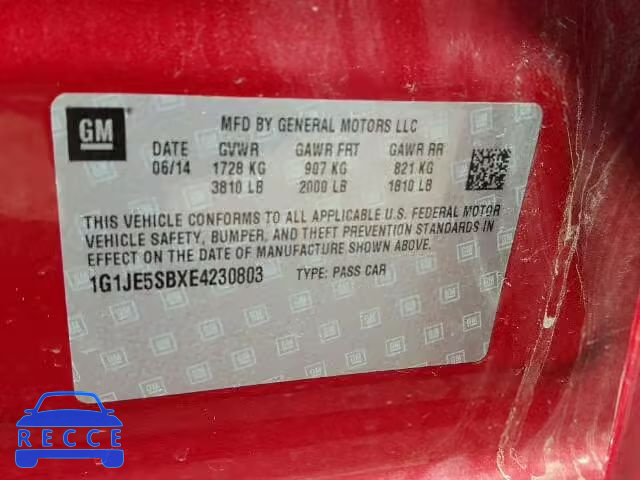 GM
MFD BY GENERAL MOTORS LLC
DATE GVWR GAWR FRT GAWR RR
06/14 1728 KG 907 KG 821 KG
3810 LB 2000 LB 1810 LB
THIS VEHICLE CONFORMS TO ALL APPLICABLE U.S. FEDERAL MOTOR
VEHICLE SAFETY, BUMPER, AND THEFT PREVENTION STANDARDS IN
EFFECT ON THE DATE OF MANUFACTURE SHOWN ABOVE.
1G1JE5SBXE4230803 TYPE: PASS CAR
RECCE